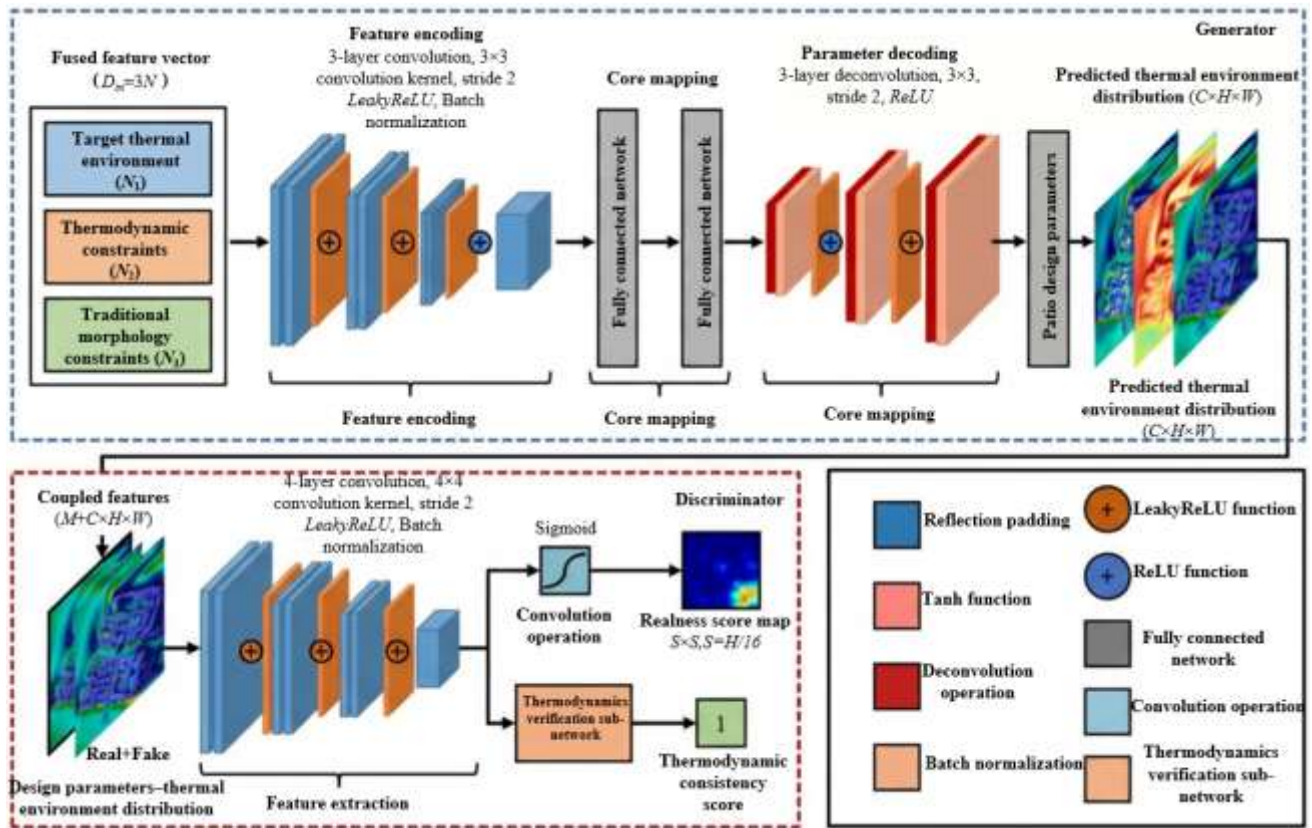 Generator
Fused feature vector
(Dm=3N)
Target thermal
environment
(N1)
Thermodynamic
constraints
(N2)
Traditional
morphology
constraints (N3)
Feature encoding
3-layer convolution, 3×3
convolution kernel, stride 2
LeakyReLU, Batch
normalization
Feature encoding
Core mapping
Fully connected network
Fully connected network
Core mapping
Parameter decoding
3-layer deconvolution, 3×3,
stride 2, ReLU
Core mapping
Patio design parameters
Predicted thermal environment
distribution (C×H×W)
Predicted thermal
environment distribution
(C×H×W)
Coupled features
(M+C×H×W)
Real+Fake
Design parameters–thermal
environment distribution
4-layer convolution, 4×4
convolution kernel, stride 2
LeakyReLU, Batch
normalization
Feature extraction
Discriminator
Sigmoid
Convolution
operation
Realness score map
S×S,S=H/16
Thermodynamics
verification sub-
network
1
Thermodynamic
consistency
score
Reflection padding
Tanh function
Deconvolution
operation
Batch normalization
LeakyReLU function
ReLU function
Fully connected
network
Convolution operation
Thermodynamics
verification sub-
network